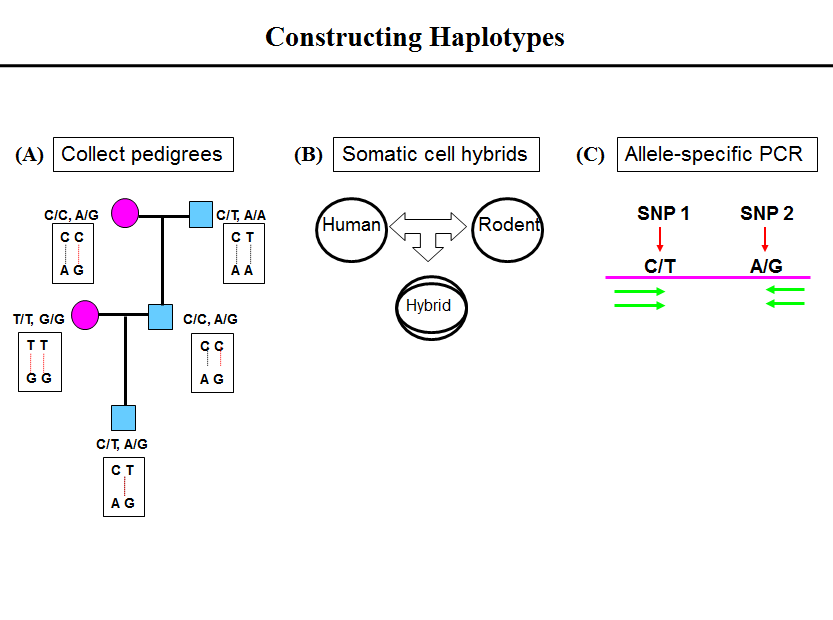 Constructing Haplotypes
(A) Collect pedigrees
C/C, A/G
C C
A G
C/T, A/A
C T
A A
T/T, G/G
T T
G G
C/C, A/G
C C
A G
C/T, A/G
C T
A G
(B) Somatic cell hybrids
Human
Rodent
Hybrid
(C) Allele-specific PCR
SNP 1 SNP 2
C/T A/G